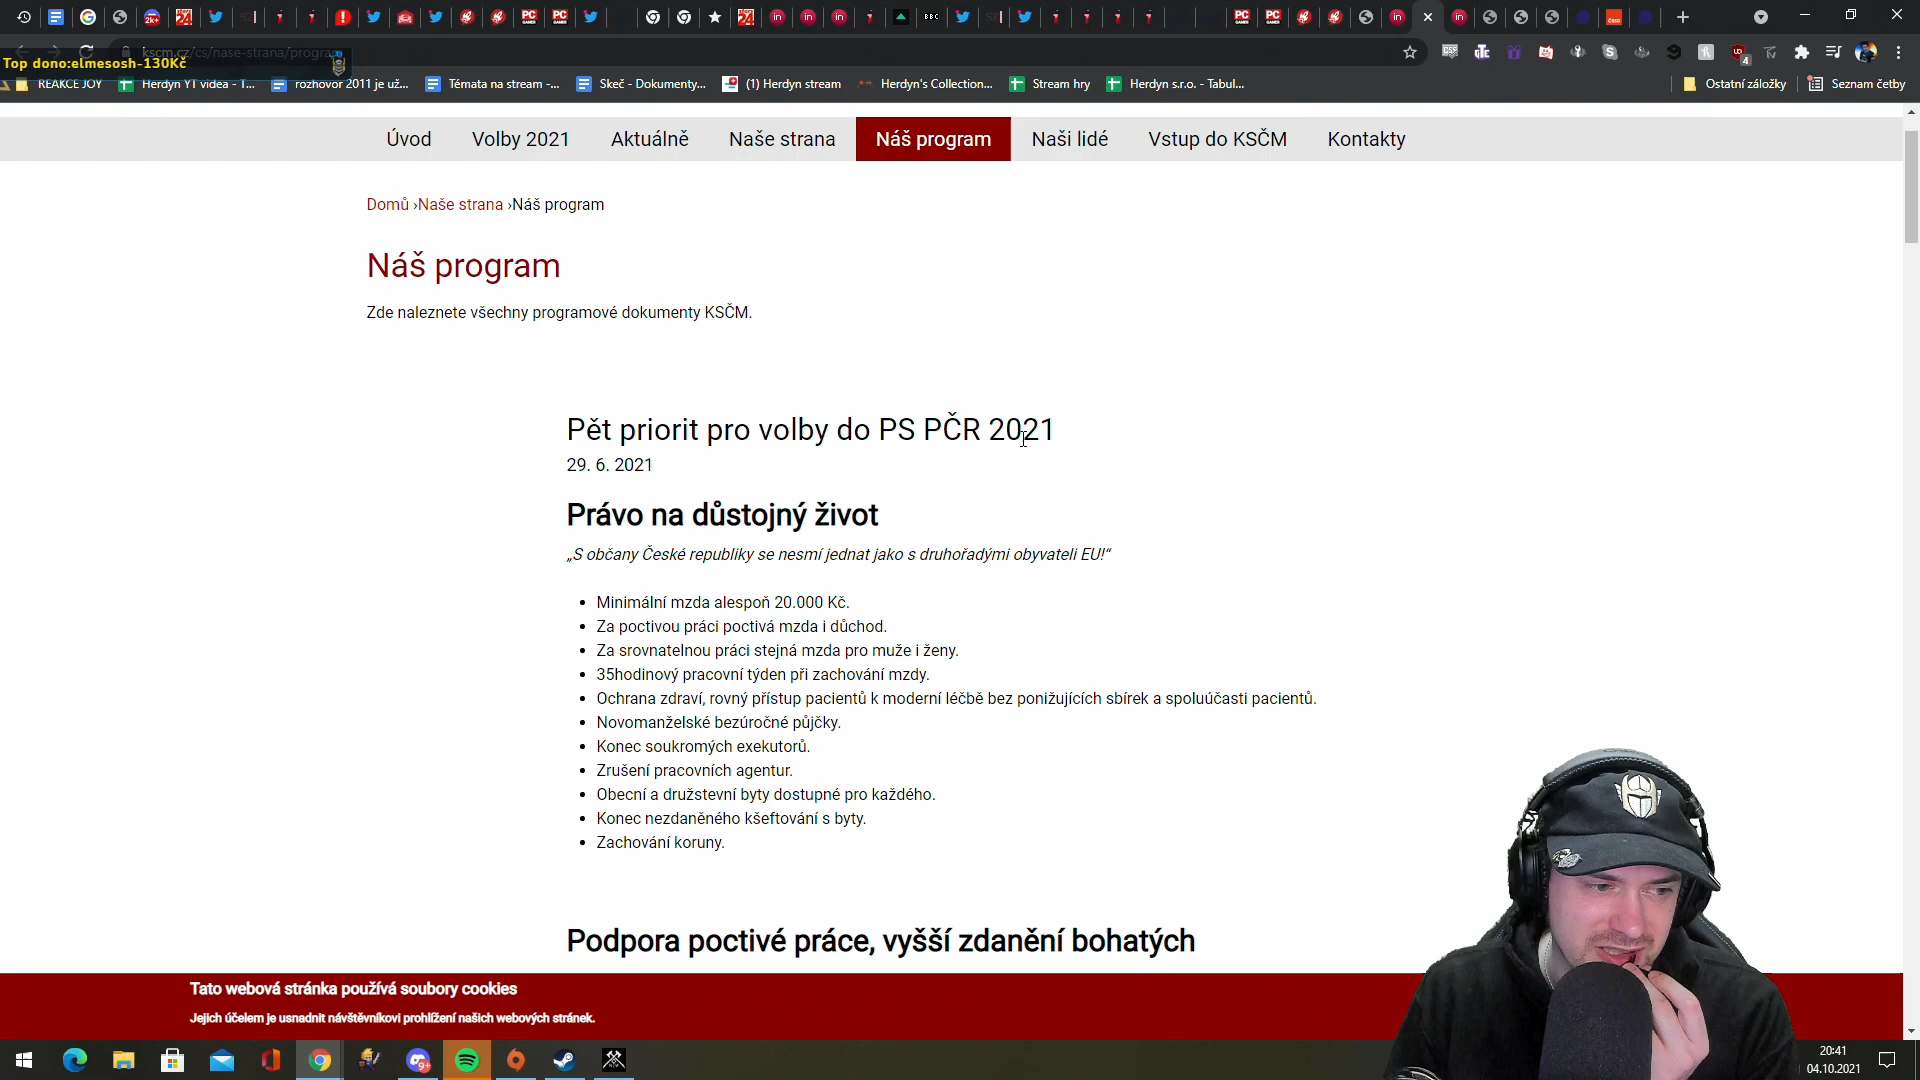 kscm.cz/cs/nase-strana/program
Top dono:elmesosh-130Kč
REAKCE JOY
Herdyn YT videa - T...
rozhovor 2011 je už...
Témata na stream -...
Skeč - Dokumenty...
(1) Herdyn stream
Herdyn's Collection...
Stream hry
Herdyn s.r.o. - Tabul...
Ostatní záložky
Seznam četby
Úvod
Volby 2021
Aktuálně
Naše strana
Náš program
Naši lidé
Vstup do KSČM
Kontakty
Domů ›Naše strana ›Náš program
Náš program
Zde naleznete všechny programové dokumenty KSČM.
Pět priorit pro volby do PS PČR 2021
29. 6. 2021
Právo na důstojný život
„S občany České republiky se nesmí jednat jako s druhořadými obyvateli EU!“
• Minimální mzda alespoň 20.000 Kč.
• Za poctivou práci poctivá mzda i důchod.
• Za srovnatelnou práci stejná mzda pro muže i ženy.
• 35hodinový pracovní týden při zachování mzdy.
• Ochrana zdraví, rovný přístup pacientů k moderní léčbě bez ponižujících sbírek a spoluúčasti pacientů.
• Novomanželské bezúročné půjčky.
• Konec soukromých exekutorů.
• Zrušení pracovních agentur.
• Obecní a družstevní byty dostupné pro každého.
• Konec nezdaněného kšeftování s byty.
• Zachování koruny.
Podpora poctivé práce, vyšší zdanění bohatých
Tato webová stránka používá soubory cookies
Jejich účelem je usnadnit návštěvníkovi prohlížení našich webových stránek.
20:41
04.10.2021